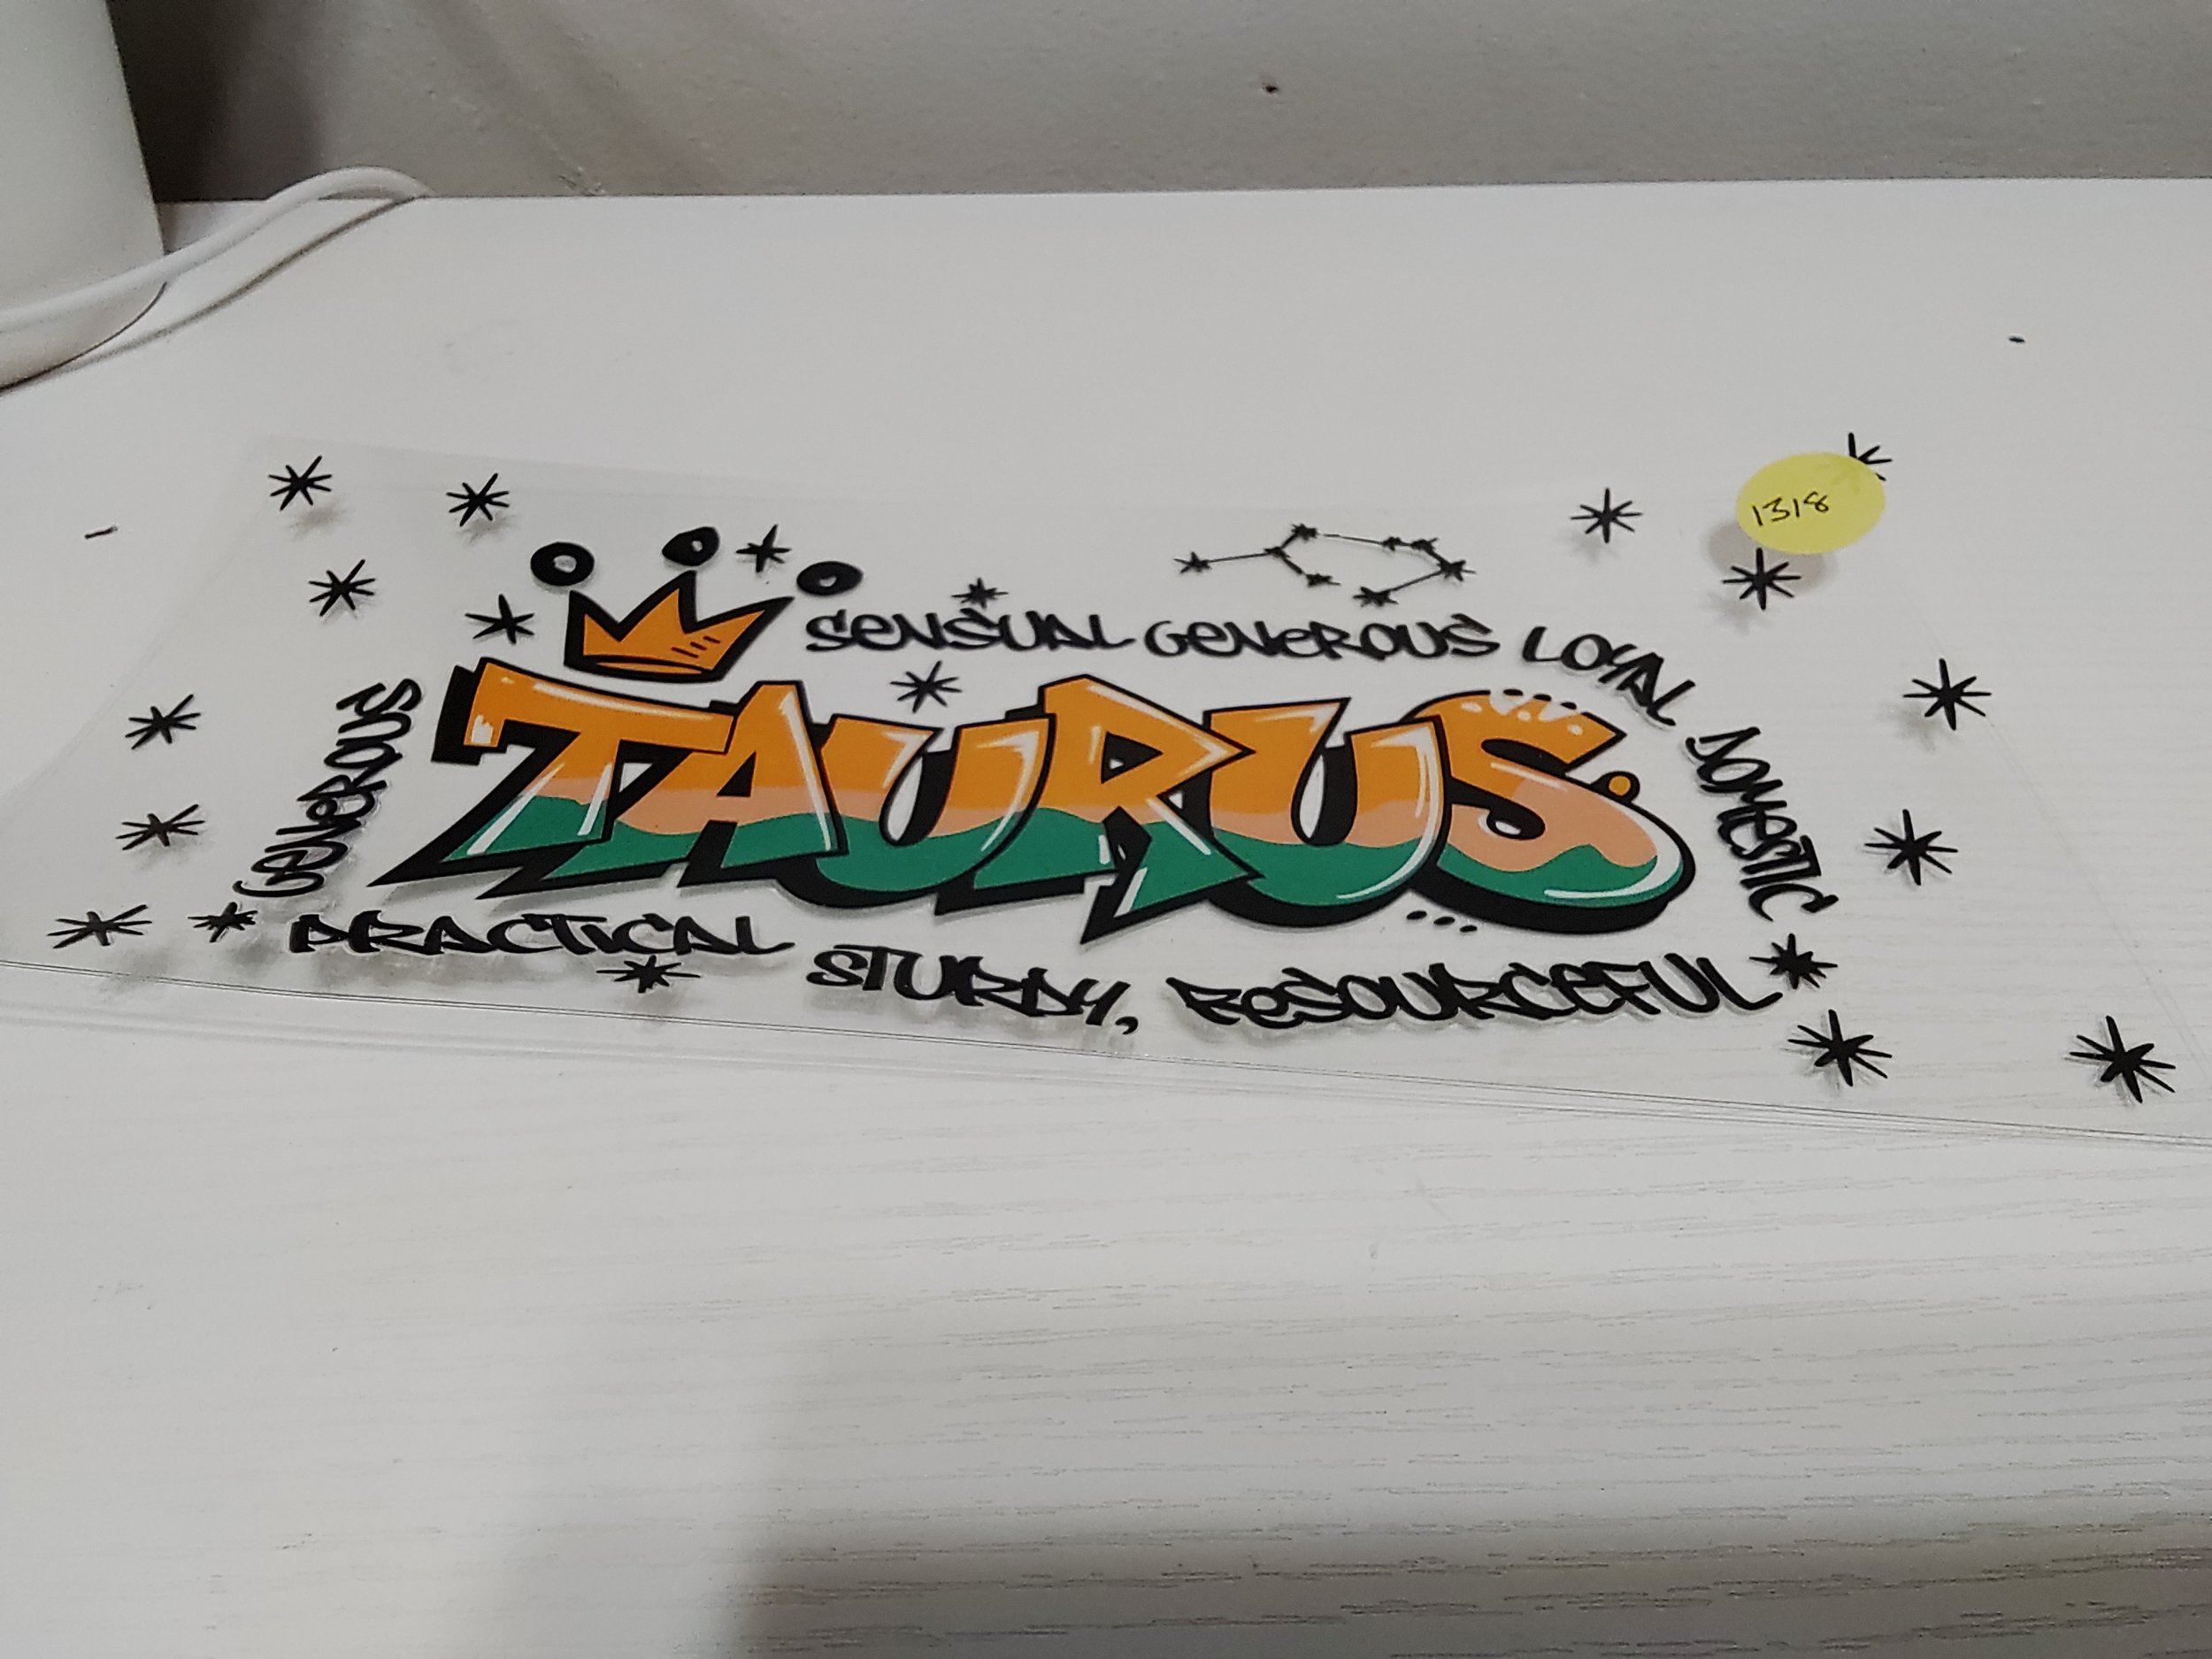 1318
SENSUAL GENEROUS LOYAL DOMESTIC
GENEROUS
TAURUS
PRACTICAL STURDY, RESOURCEFUL